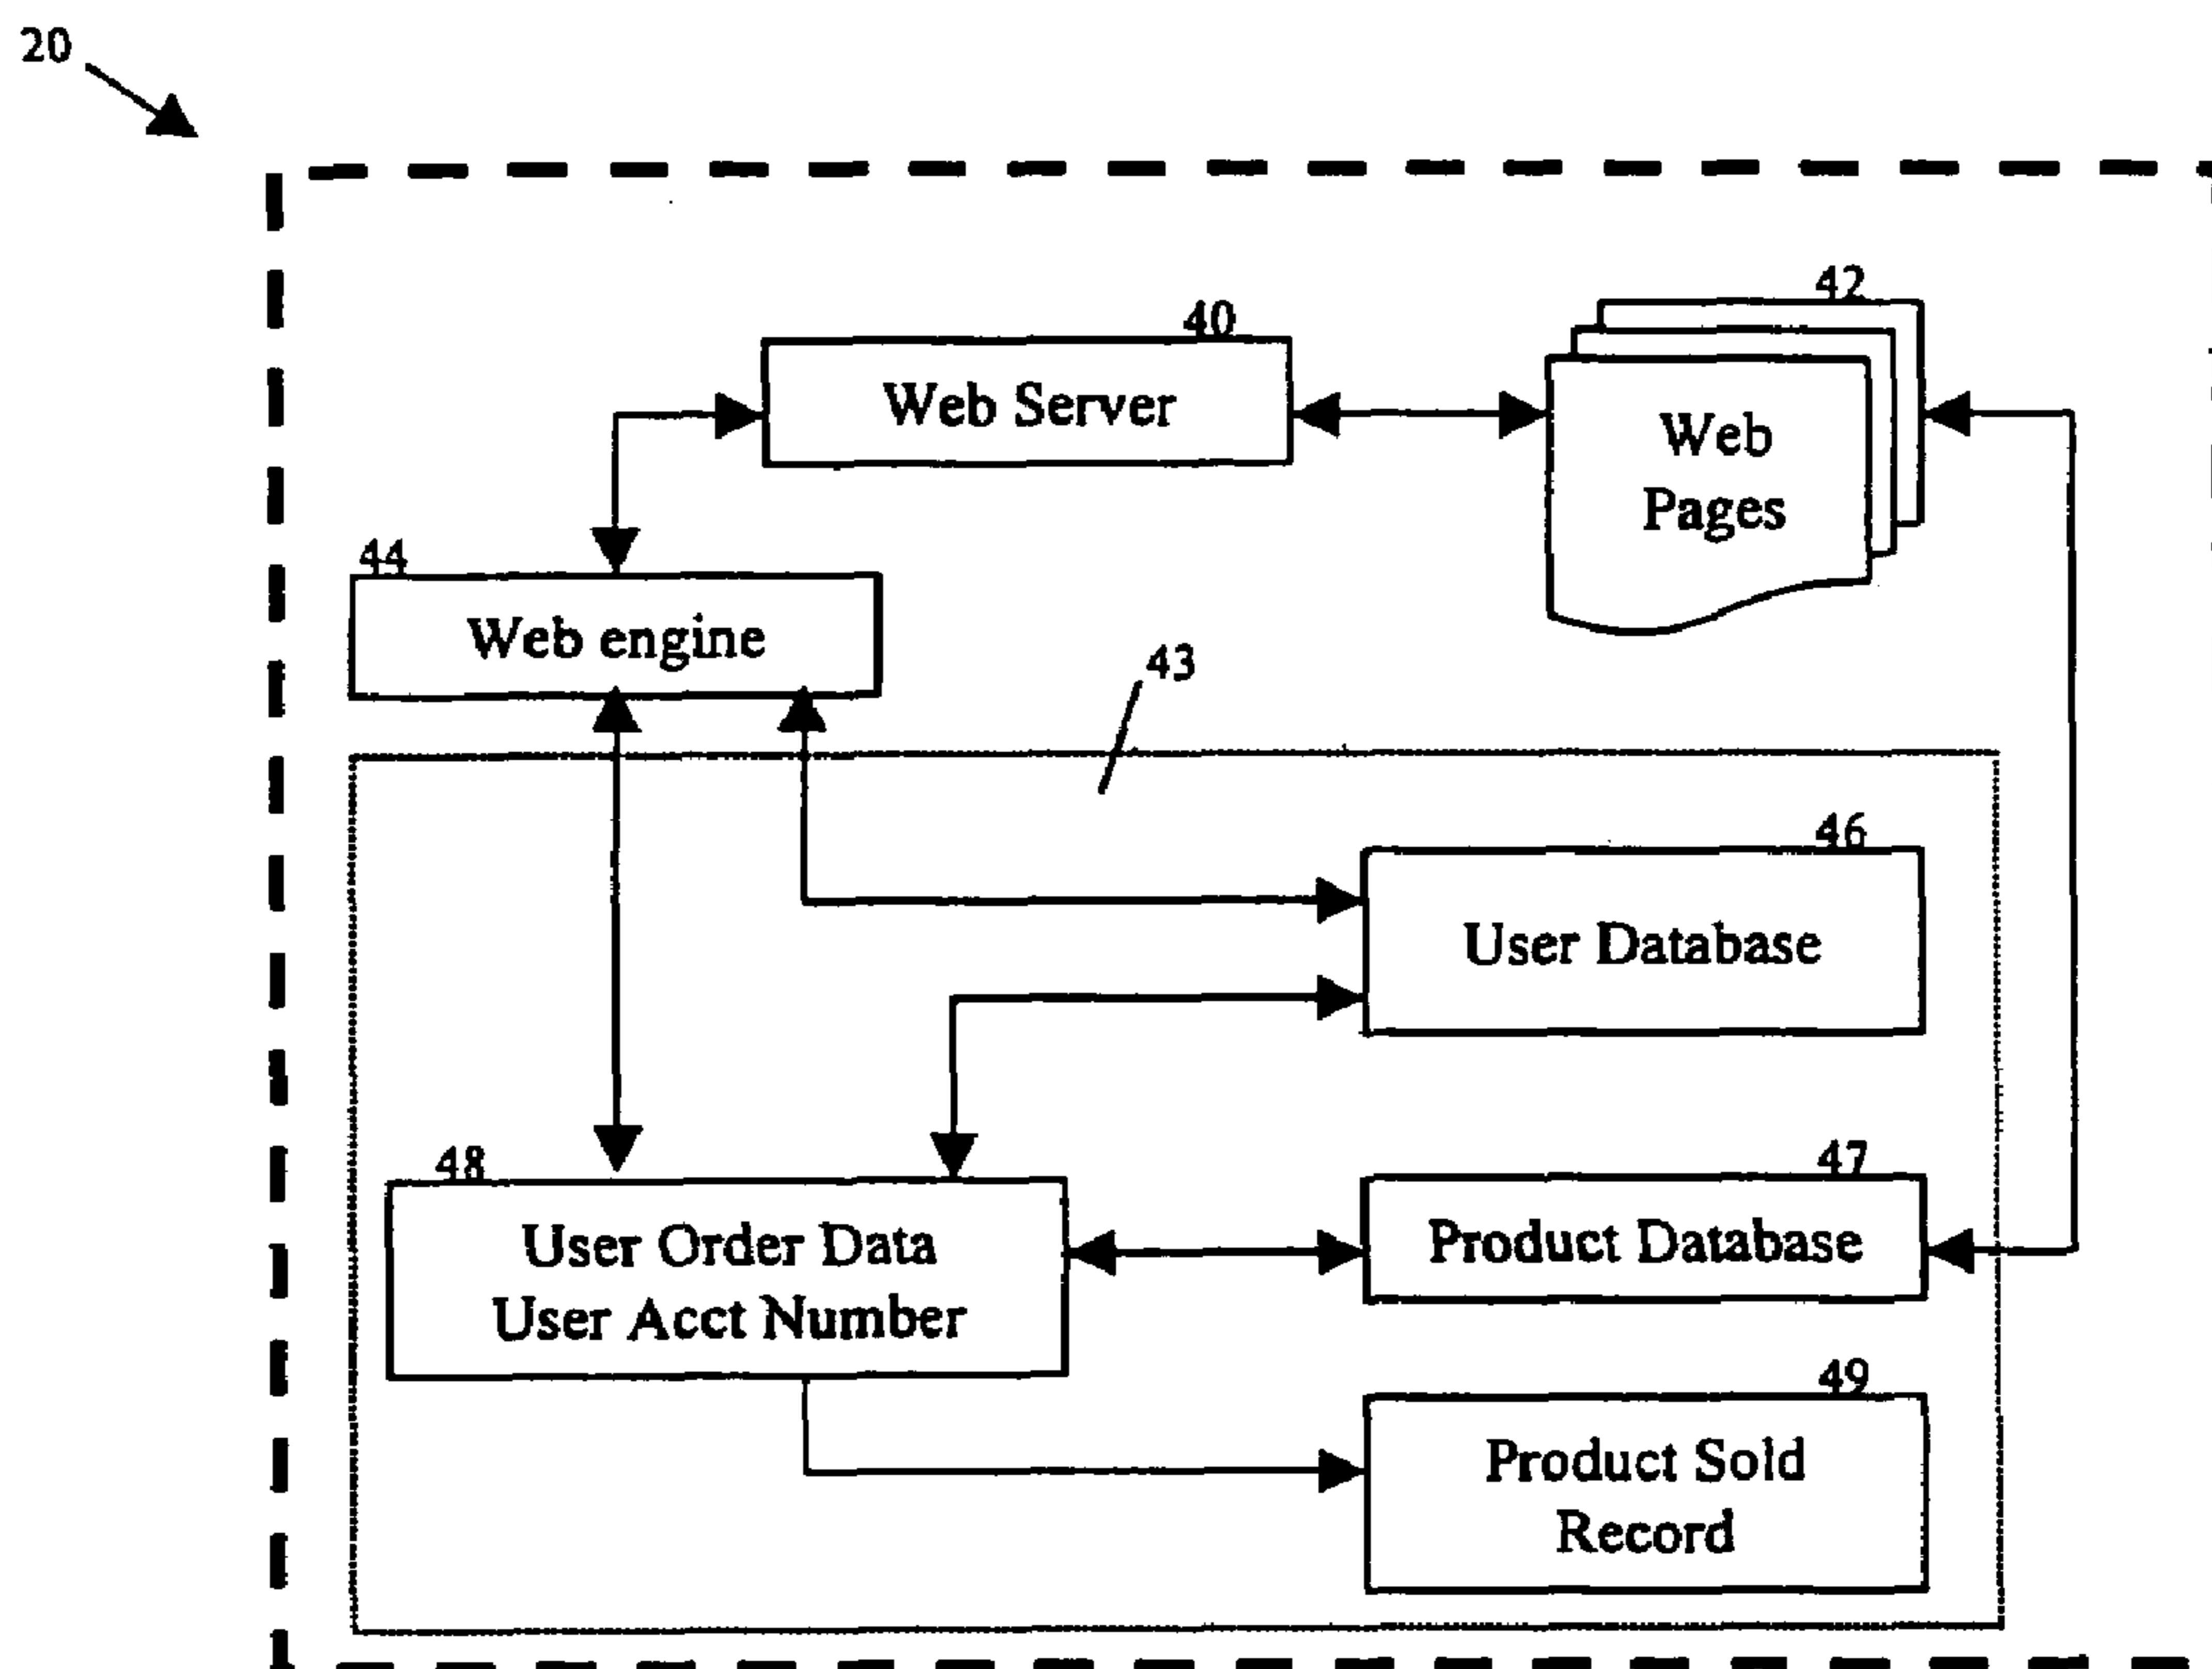 20
42
40
Web Server
Web
Pages
44
Web engine
43
46
User Database
48
User Order Data
User Acct Number
47
Product Database
49
Product Sold
Record